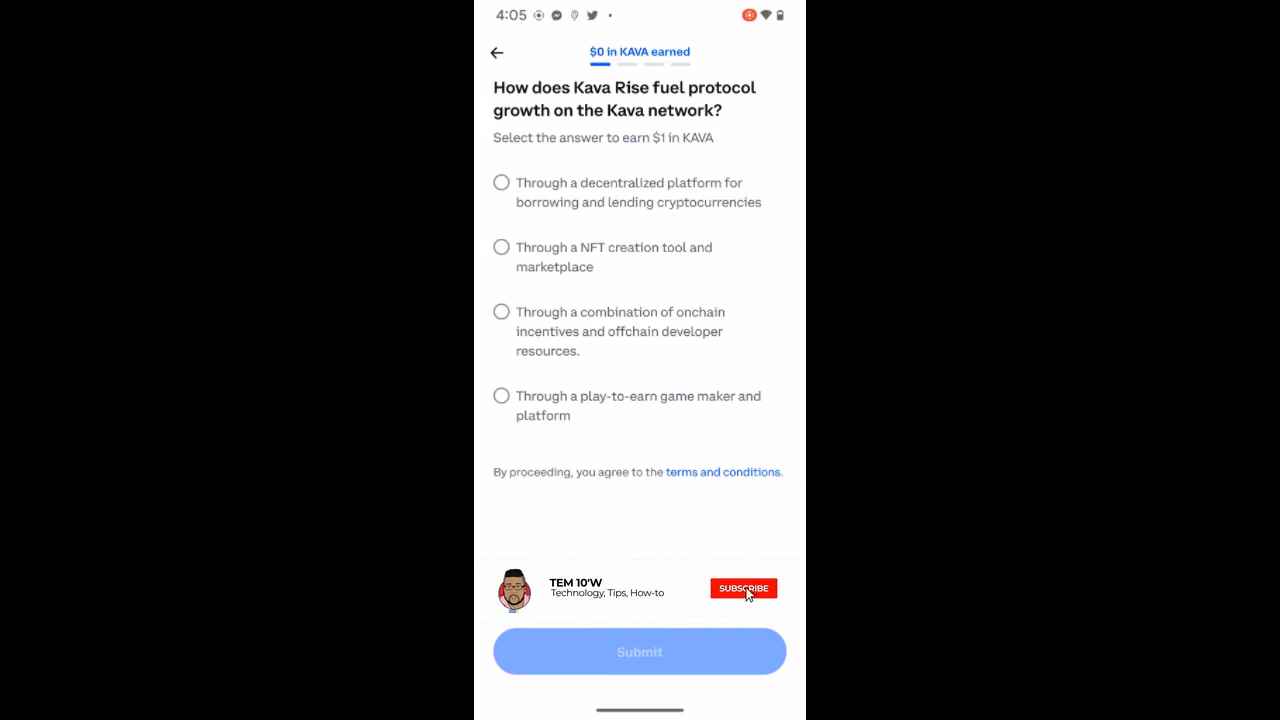 4:05
$0 in KAVA earned
How does Kava Rise fuel protocol
growth on the Kava network?
Select the answer to earn $1 in KAVA
Through a decentralized platform for
borrowing and lending cryptocurrencies
Through a NFT creation tool and
marketplace
Through a combination of onchain
incentives and offchain developer
resources.
Through a play-to-earn game maker and
platform
By proceeding, you agree to the terms and conditions.
TEM 10'W
Technology, Tips, How-to
SUBSCRIBE
Submit